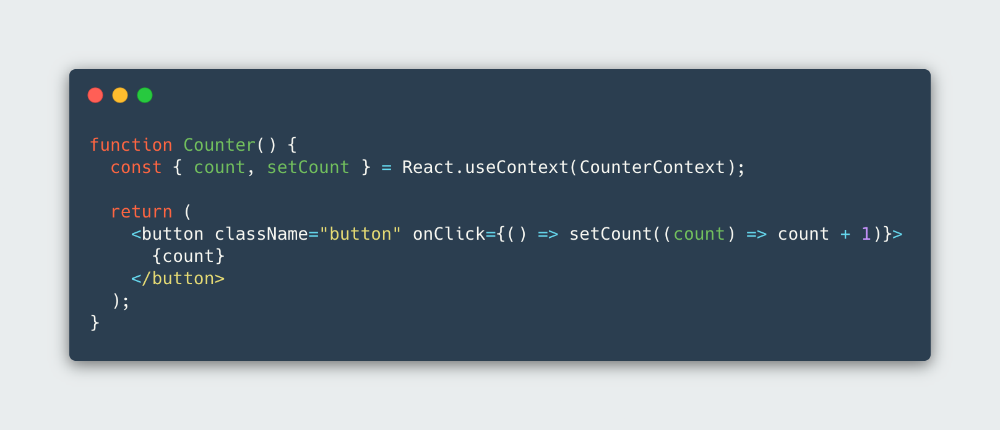 function Counter() {
  const { count, setCount } = React.useContext(CounterContext);

  return (
    <button className="button" onClick={() => setCount((count) => count + 1)}>
      {count}
    </button>
  );
}